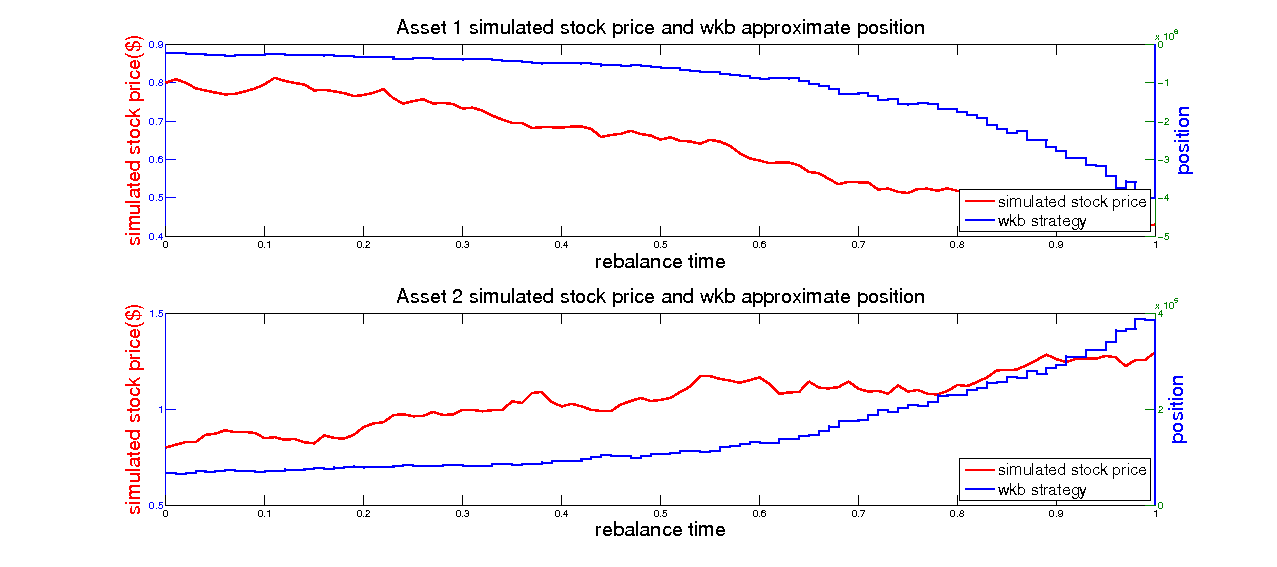 Asset 1 simulated stock price and wkb approximate position
simulated stock price($)
0.9
0.8
0.7
0.6
0.5
0.4
0 0.1 0.2 0.3 0.4 0.5 0.6 0.7 0.8 0.9 1
rebalance time
0
-1
-2
-3
-4
-5
position
simulated stock price
wkb strategy
Asset 2 simulated stock price and wkb approximate position
simulated stock price($)
1.5
1
0.5
0 0.1 0.2 0.3 0.4 0.5 0.6 0.7 0.8 0.9 1
rebalance time
4
2
0
position
simulated stock price
wkb strategy